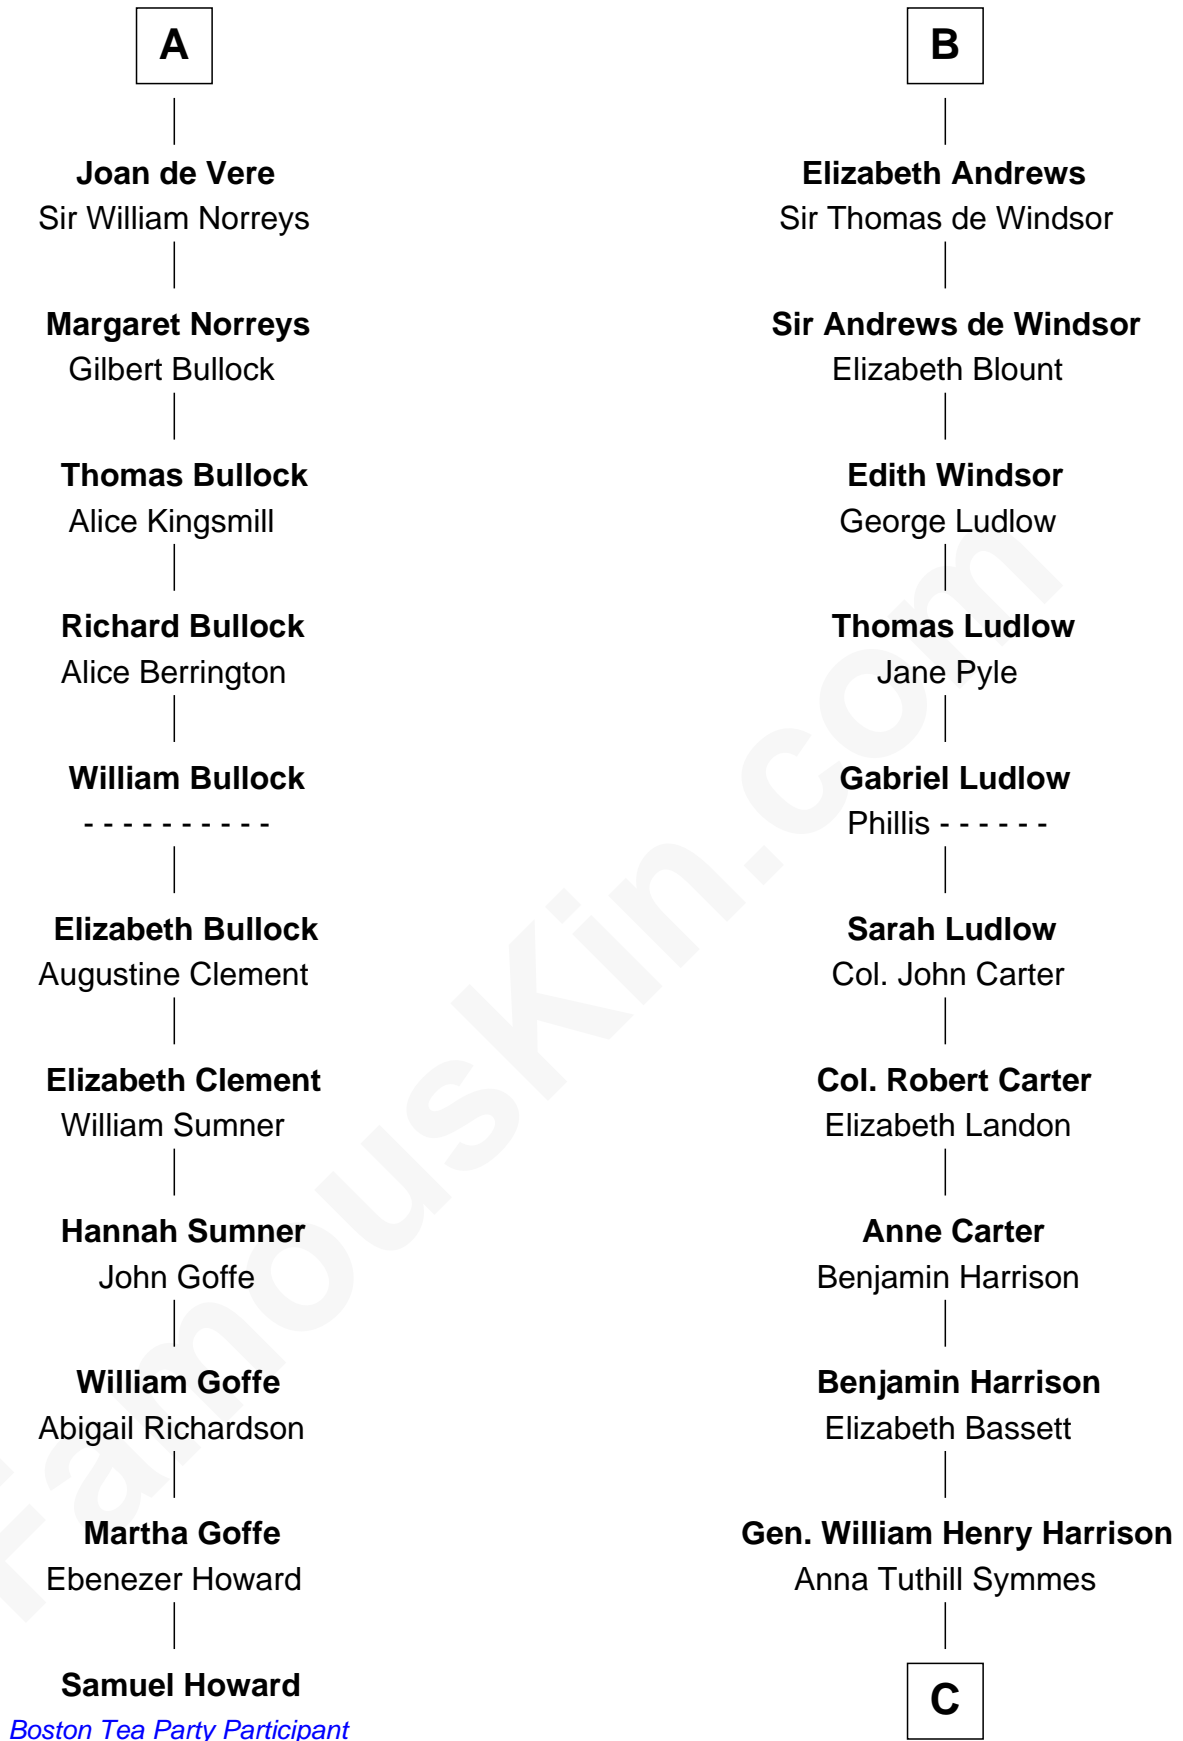 A
Joan de Vere
Sir William Norreys
Margaret Norreys
Gilbert Bullock
Thomas Bullock
Alice Kingsmill
Richard Bullock
Alice Berrington
William Bullock
- - - - - - - - - -
Elizabeth Bullock
Augustine Clement
Elizabeth Clement
William Sumner
Hannah Sumner
John Goffe
William Goffe
Abigail Richardson
Martha Goffe
Ebenezer Howard
Samuel Howard
Boston Tea Party Participant
B
Elizabeth Andrews
Sir Thomas de Windsor
Sir Andrews de Windsor
Elizabeth Blount
Edith Windsor
George Ludlow
Thomas Ludlow
Jane Pyle
Gabriel Ludlow
Phillis - - - - - -
Sarah Ludlow
Col. John Carter
Col. Robert Carter
Elizabeth Landon
Anne Carter
Benjamin Harrison
Benjamin Harrison
Elizabeth Bassett
Gen. William Henry Harrison
Anna Tuthill Symmes
C
FamousKin.com